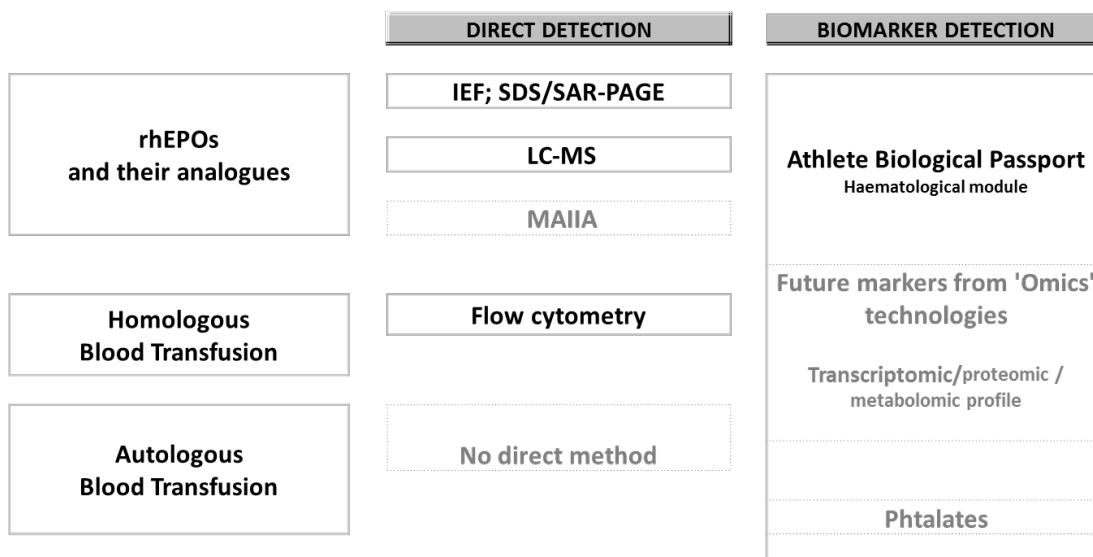 DIRECT DETECTION
BIOMARKER DETECTION
rhEPOs
and their analogues
IEF; SDS/SAR-PAGE
LC-MS
MAIIA
Athlete Biological Passport
Haematological module
Homologous
Blood Transfusion
Flow cytometry
Future markers from 'Omics'
technologies
Transcriptomic/proteomic /
metabolomic profile
Autologous
Blood Transfusion
No direct method
Phtalates